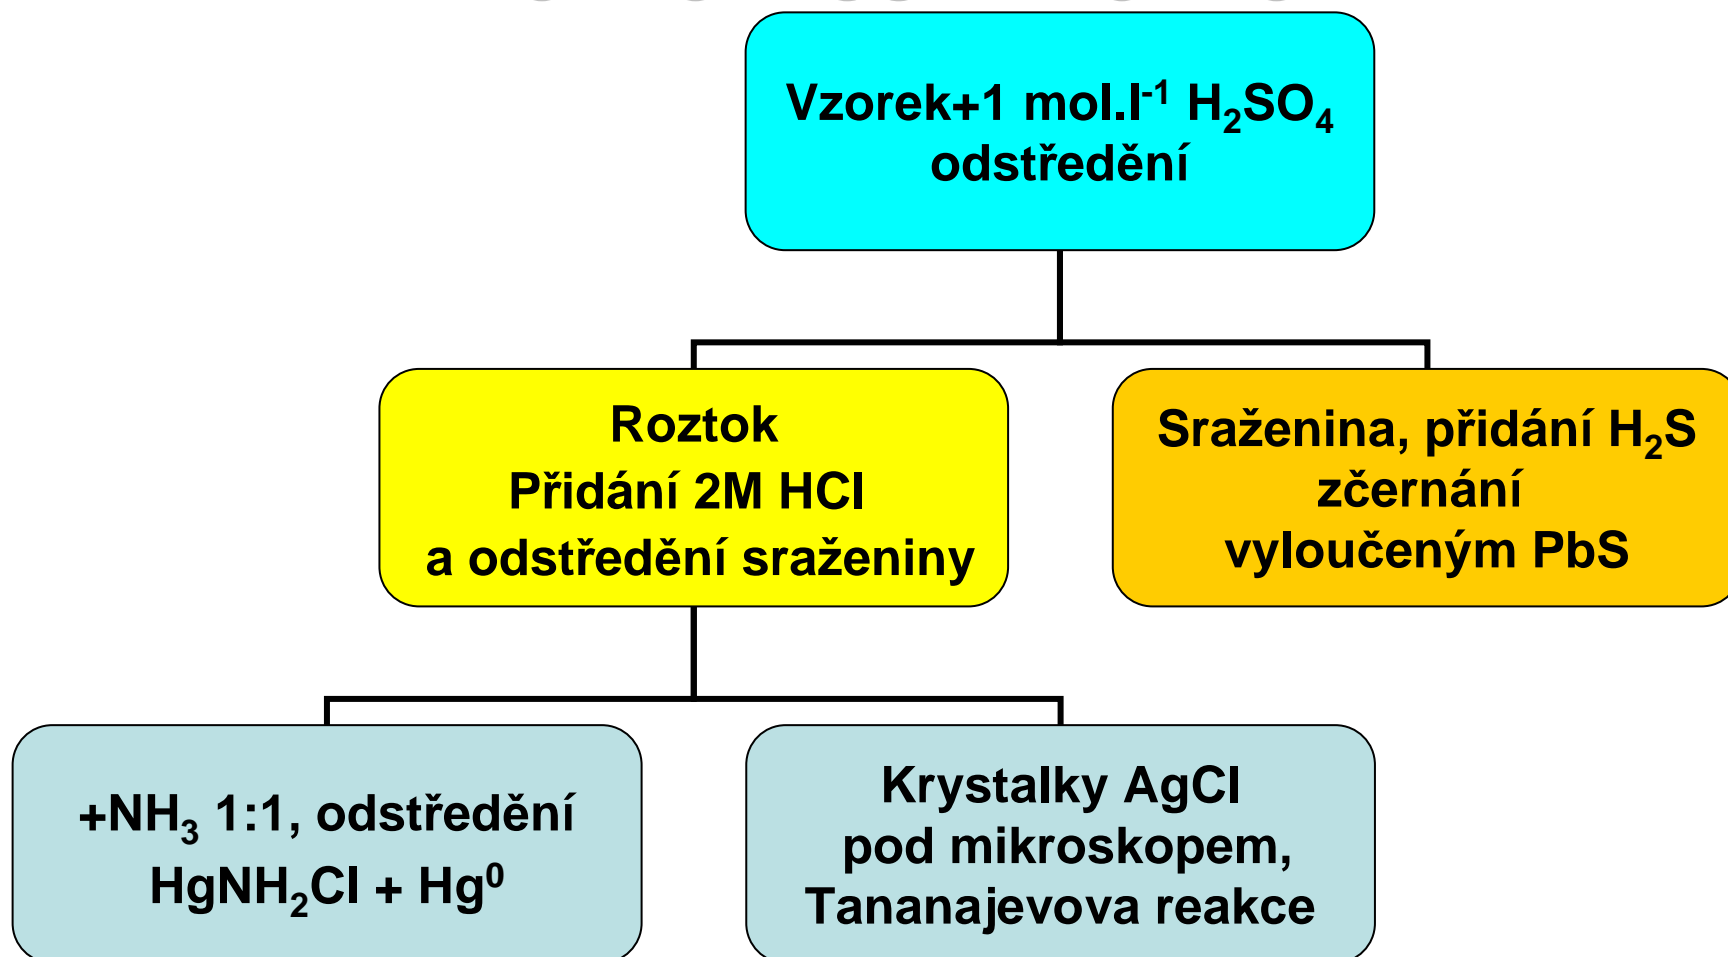 Vzorek+1 mol.l⁻¹ H₂SO₄
odstředění
Roztok
Přidání 2M HCl
a odstředění sraženiny
Sraženina, přidání H₂S
zčernání
vyloučeným PbS
+NH₃ 1:1, odstředění
HgNH₂Cl + Hg⁰
Krystalky AgCl
pod mikroskopem,
Tananajevova reakce